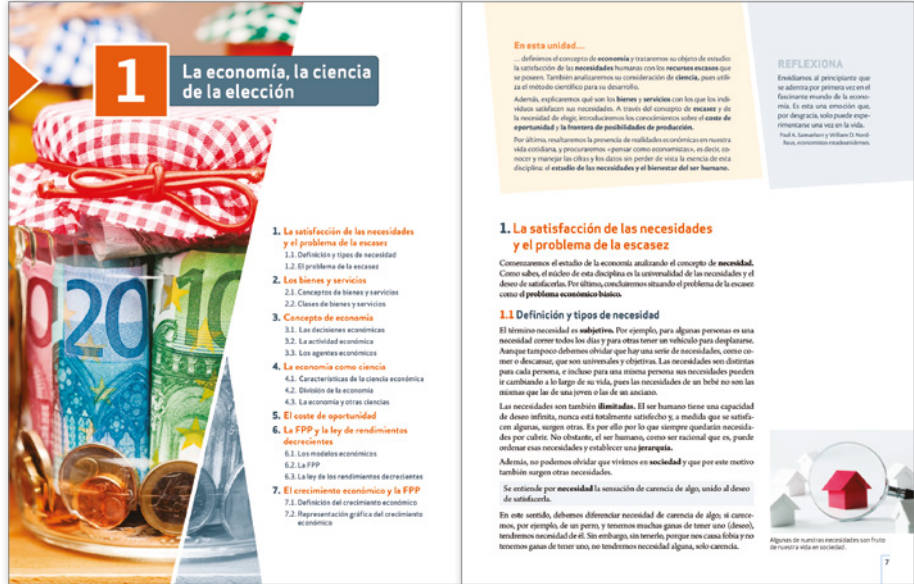 1
La economía, la ciencia
de la elección
1. La satisfacción de las necesidades
y el problema de la escasez
1.1. Definición y tipos de necesidad
1.2. El problema de la escasez
2. Los bienes y servicios
2.1. Conceptos de bienes y servicios
2.2. Clases de bienes y servicios
3. Concepto de economía
3.1. Las decisiones económicas
3.2. La actividad económica
3.3. Los agentes económicos
4. La economía como ciencia
4.1. Características de la ciencia económica
4.2. División de la economía
4.3. La economía y otras ciencias
5. El coste de oportunidad
6. La FPP y la ley de rendimientos
decrecientes
6.1. Los modelos económicos
6.2. La FPP
6.3. La ley de los rendimientos decrecientes
7. El crecimiento económico y la FPP
7.1. Definición del crecimiento económico
7.2. Representación gráfica del crecimiento
económico
20
10
En esta unidad...
... definimos el concepto de economía y trataremos su objeto de estudio:
la satisfacción de las necesidades humanas con los recursos escasos que
se poseen. También analizaremos su consideración de ciencia, pues utili-
za el método científico para su desarrollo.
Además, explicaremos qué son los bienes y servicios con los que los indi-
viduos satisfacen sus necesidades. A través del concepto de escasez y de
la necesidad de elegir, introduciremos los conocimientos sobre el coste de
oportunidad y la frontera de posibilidades de producción.
Por último, resaltaremos la presencia de realidades económicas en nuestra
vida cotidiana, y procuraremos «pensar como economistas», es decir, co-
nocer y manejar las cifras y los datos sin perder de vista la esencia de esta
disciplina: el estudio de las necesidades y el bienestar del ser humano.
REFLEXIONA
Envidiamos al principiante que
se adentra por primera vez en el
fascinante mundo de la econo-
mía. Es esta una emoción que,
por desgracia, solo puede expe-
rimentarse una vez en la vida.
Paul A. Samuelson y William D. Nord-
haus, economistas estadounidenses.
1. La satisfacción de las necesidades
y el problema de la escasez
Comenzaremos el estudio de la economía analizando el concepto de necesidad.
Como sabes, el núcleo de esta disciplina es la universalidad de las necesidades y el
deseo de satisfacerlas. Por último, concluiremos situando el problema de la escasez
como el problema económico básico.
1.1 Definición y tipos de necesidad
El término necesidad es subjetivo. Por ejemplo, para algunas personas es una
necesidad correr todos los días y para otras tener un vehículo para desplazarse.
Aunque tampoco debemos olvidar que hay una serie de necesidades, como co-
mer o descansar, que son universales y objetivas. Las necesidades son distintas
para cada persona, e incluso para una misma persona sus necesidades pueden
ir cambiando a lo largo de su vida, pues las necesidades de un bebé no son las
mismas que las de una joven o las de un anciano.
Las necesidades son también ilimitadas. El ser humano tiene una capacidad
de deseo infinita, nunca está totalmente satisfecho y, a medida que se satisfa-
cen algunas, surgen otras. Es por ello por lo que siempre quedarán necesida-
des por cubrir. No obstante, el ser humano, como ser racional que es, puede
ordenar esas necesidades y establecer una jerarquía.
Además, no podemos olvidar que vivimos en sociedad y que por este motivo
también surgen otras necesidades.
Se entiende por necesidad la sensación de carencia de algo, unido al deseo
de satisfacerla.
En este sentido, debemos diferenciar necesidad de carencia de algo; si carece-
mos, por ejemplo, de un perro, y tenemos muchas ganas de tener uno (deseo),
tendremos necesidad de él. Sin embargo, sin tenerlo, porque nos causa fobia y no
tenemos ganas de tener uno, no tendremos necesidad alguna, solo carencia.
Algunas de nuestras necesidades son fruto
de nuestra vida en sociedad.
7